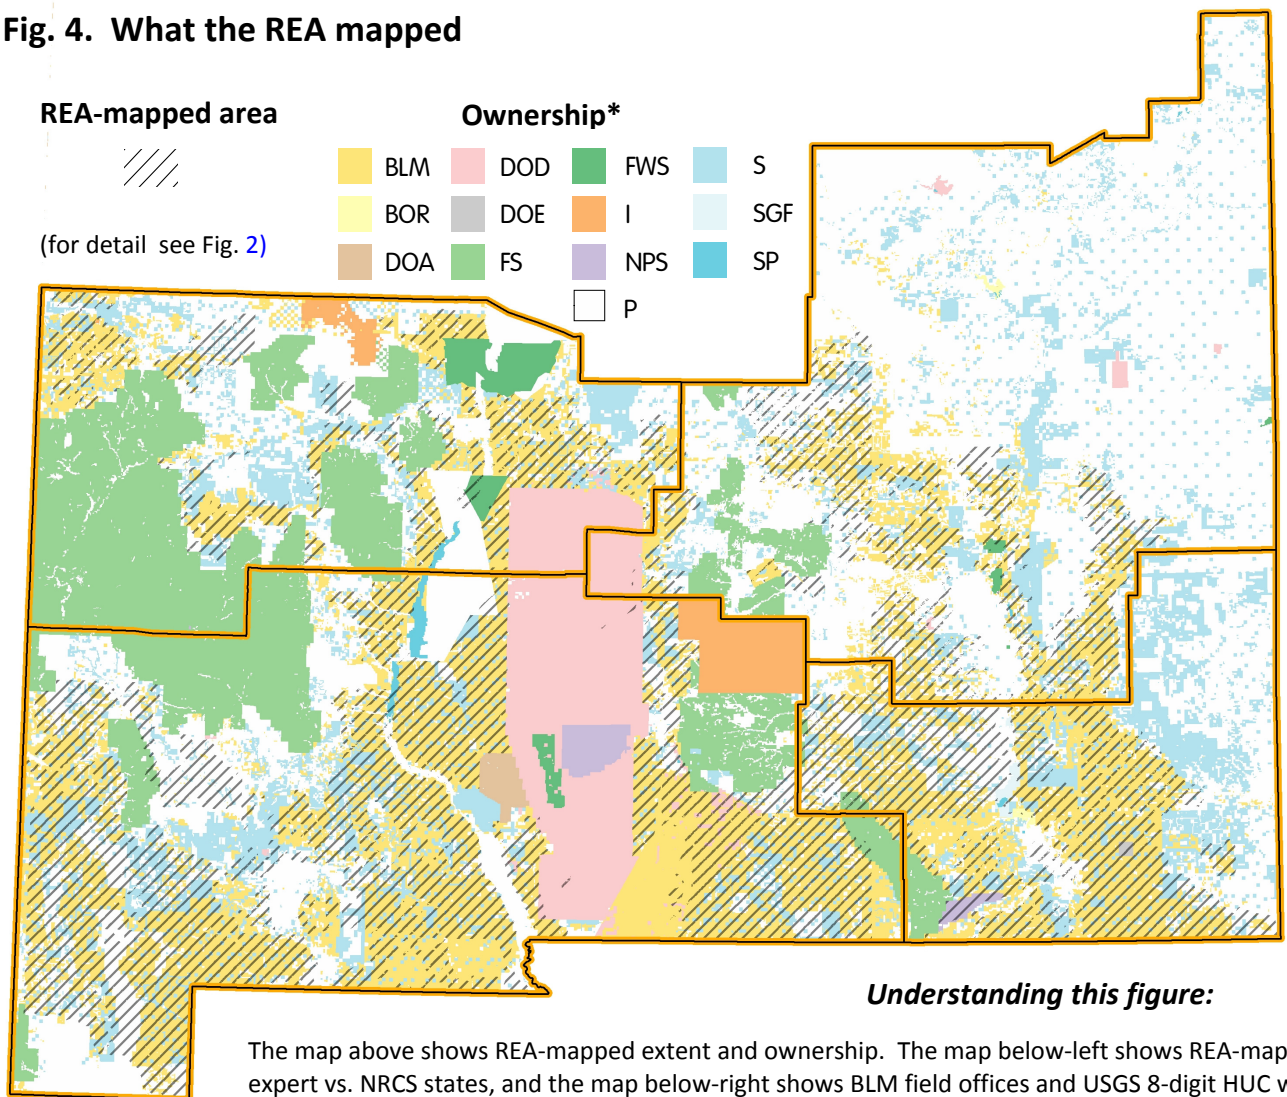 Fig. 4.  What the REA mapped
REA-mapped area
Ownership*
BLM DOD FWS S
BOR DOE I SGF
(for detail  see Fig. 2)
DOA FS NPS SP
P
Understanding this figure:
The map above shows REA-mapped extent and ownership.  The map below-left shows REA-map
expert vs. NRCS states, and the map below-right shows BLM field offices and USGS 8-digit HUC